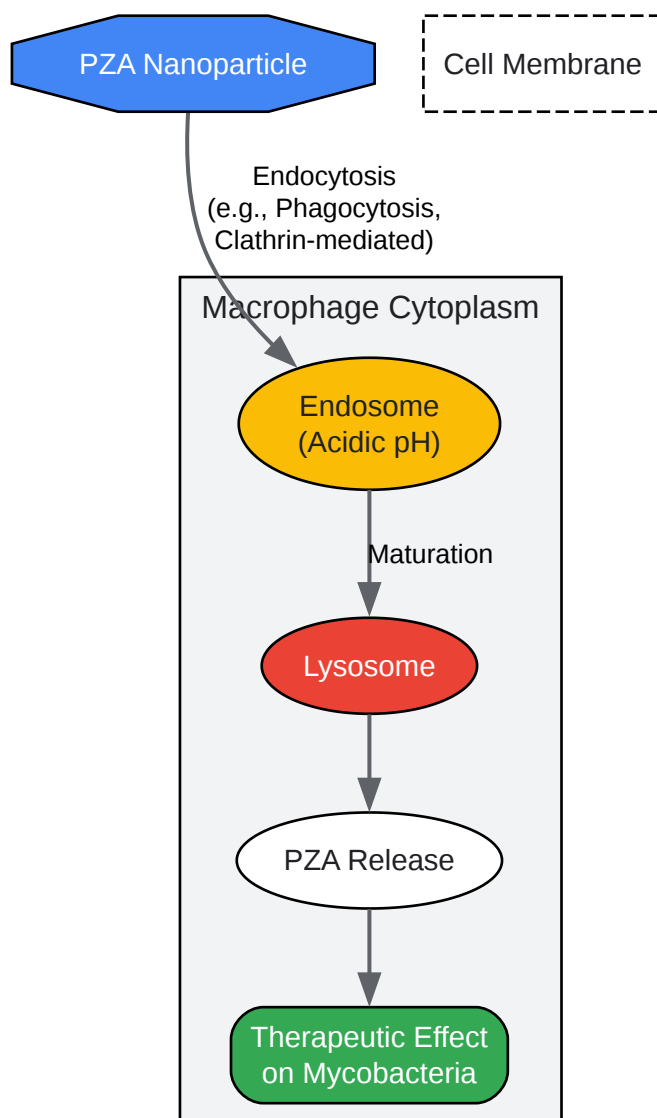 PZA Nanoparticle
Cell Membrane
Endocytosis
(e.g., Phagocytosis,
Clathrin-mediated)
Macrophage Cytoplasm
Endosome
(Acidic pH)
Maturation
Lysosome
PZA Release
Therapeutic Effect
on Mycobacteria